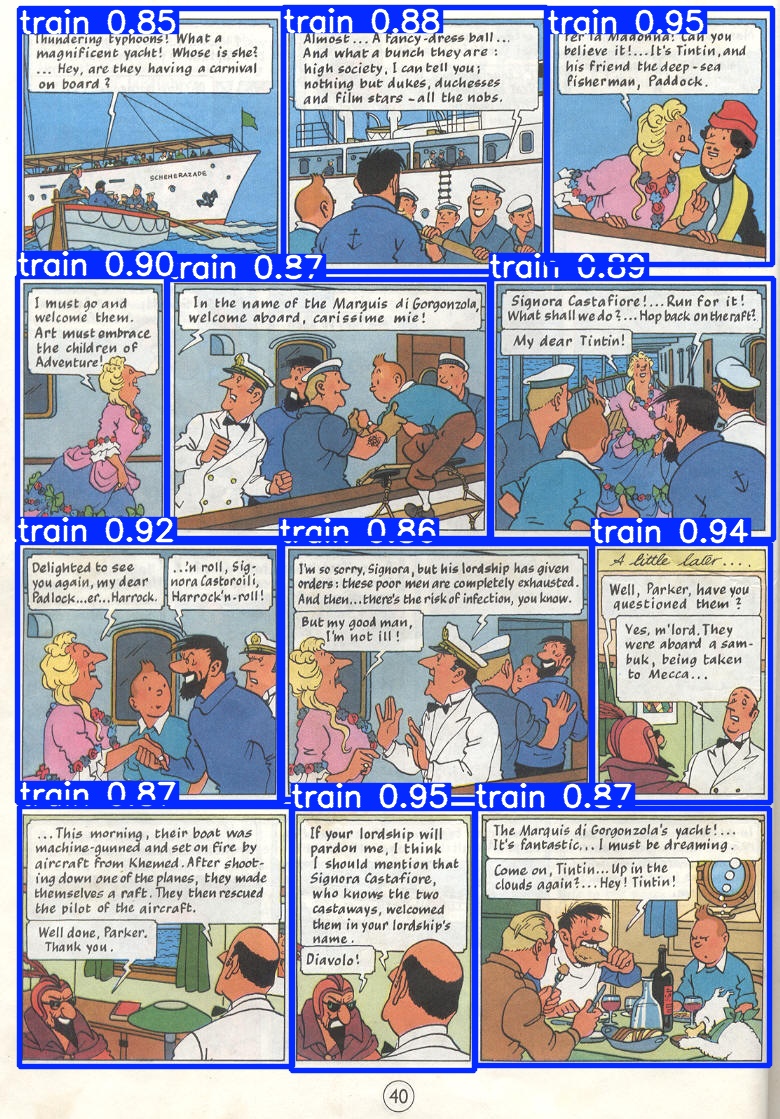 train 0.85
Thundering typhoons! What a
magnificent yacht! Whose is she?
... Hey, are they having a carnival
on board?
SCHEHERAZADE
train 0.88
Almost... A fancy-dress ball...
And what a bunch they are:
high society, I can tell you;
nothing but dukes, duchesses
and film stars - all the nobs.
train 0.95
Per la Madonna! Can you
believe it!...It's Tintin, and
his friend the deep-sea
fisherman, Paddock.
train 0.90
I must go and
welcome them.
Art must embrace
the children of
Adventure!
train 0.87
In the name of the Marquis di Gorgonzola,
welcome aboard, carissime mie!
train 0.89
Signora Castafiore!...Run for it!
What shall we do?...Hop back on the raft?
My dear Tintin!
train 0.92
Delighted to see
you again, my dear
Padlock...er...Harrock.
...'n roll, Sig-
nora Castoroili,
Harrock'n-roll!
train 0.86
I'm so sorry, Signora, but his lordship has given
orders: these poor men are completely exhausted.
And then...there's the risk of infection, you know.
But my good man,
I'm not ill!
train 0.94
A little later....
Well, Parker, have you
questioned them?
Yes, m'lord. They
were aboard a sam-
buk, being taken
to Mecca...
train 0.87
...This morning, their boat was
machine-gunned and set on fire by
aircraft from Khemed. After shoot-
ing down one of the planes, they made
themselves a raft. They then rescued
the pilot of the aircraft.
Well done, Parker.
Thank you.
train 0.95
If your lordship will
pardon me, I think
I should mention that
Signora Castafiore,
who knows the two
castaways, welcomed
them in your lordship's
name.
Diavolo!
train 0.87
The Marquis di Gorgonzola's yacht!...
It's fantastic... I must be dreaming.
Come on, Tintin...Up in the
clouds again?...Hey! Tintin!
40